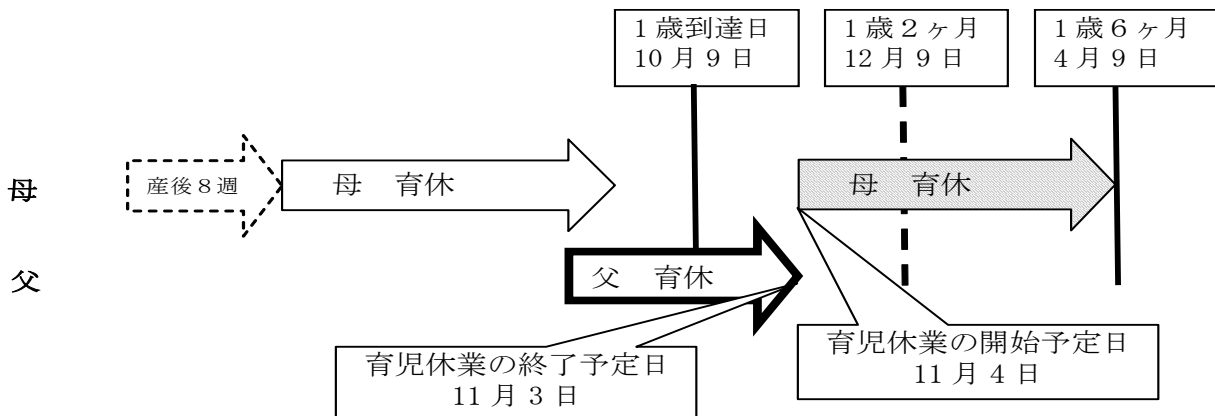 1歳到達日
10月9日
1歳2ヶ月
12月9日
1歳6ヶ月
4月9日
母
産後8週
母 育休
母 育休
父
父 育休
育児休業の終了予定日
11月3日
育児休業の開始予定日
11月4日